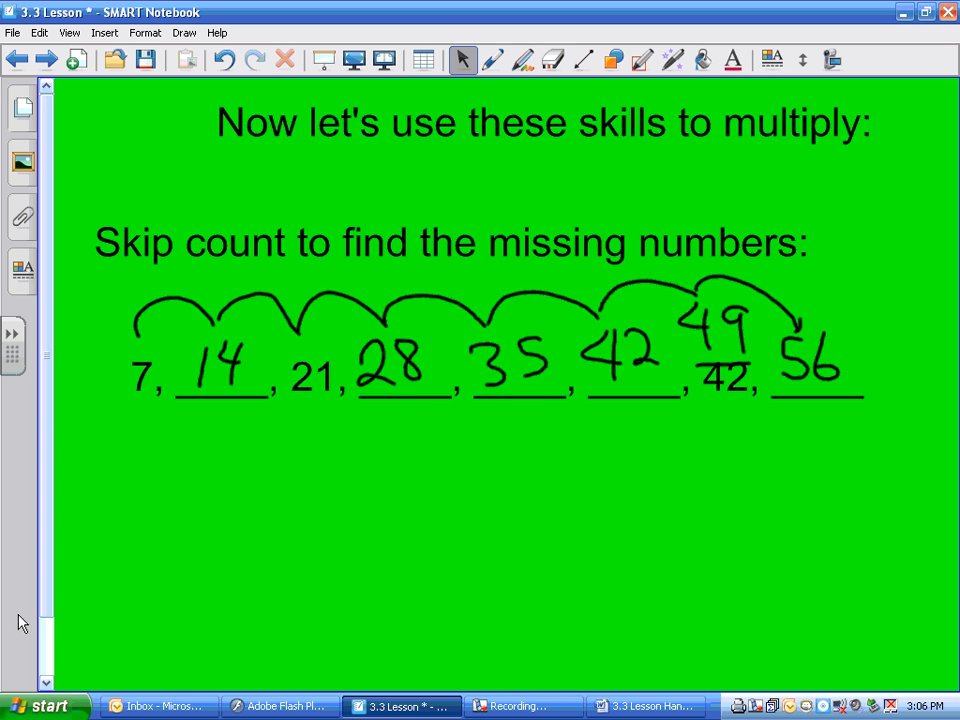 3.3 Lesson * - SMART Notebook
File Edit View Insert Format Draw Help
Now let's use these skills to multiply:
Skip count to find the missing numbers:
49
7, 14, 21, 28, 35, 42, 42, 56
start Inbox - Micros... Adobe Flash Pl... 3.3 Lesson * - ... Recording... 3.3 Lesson Han... 3:06 PM